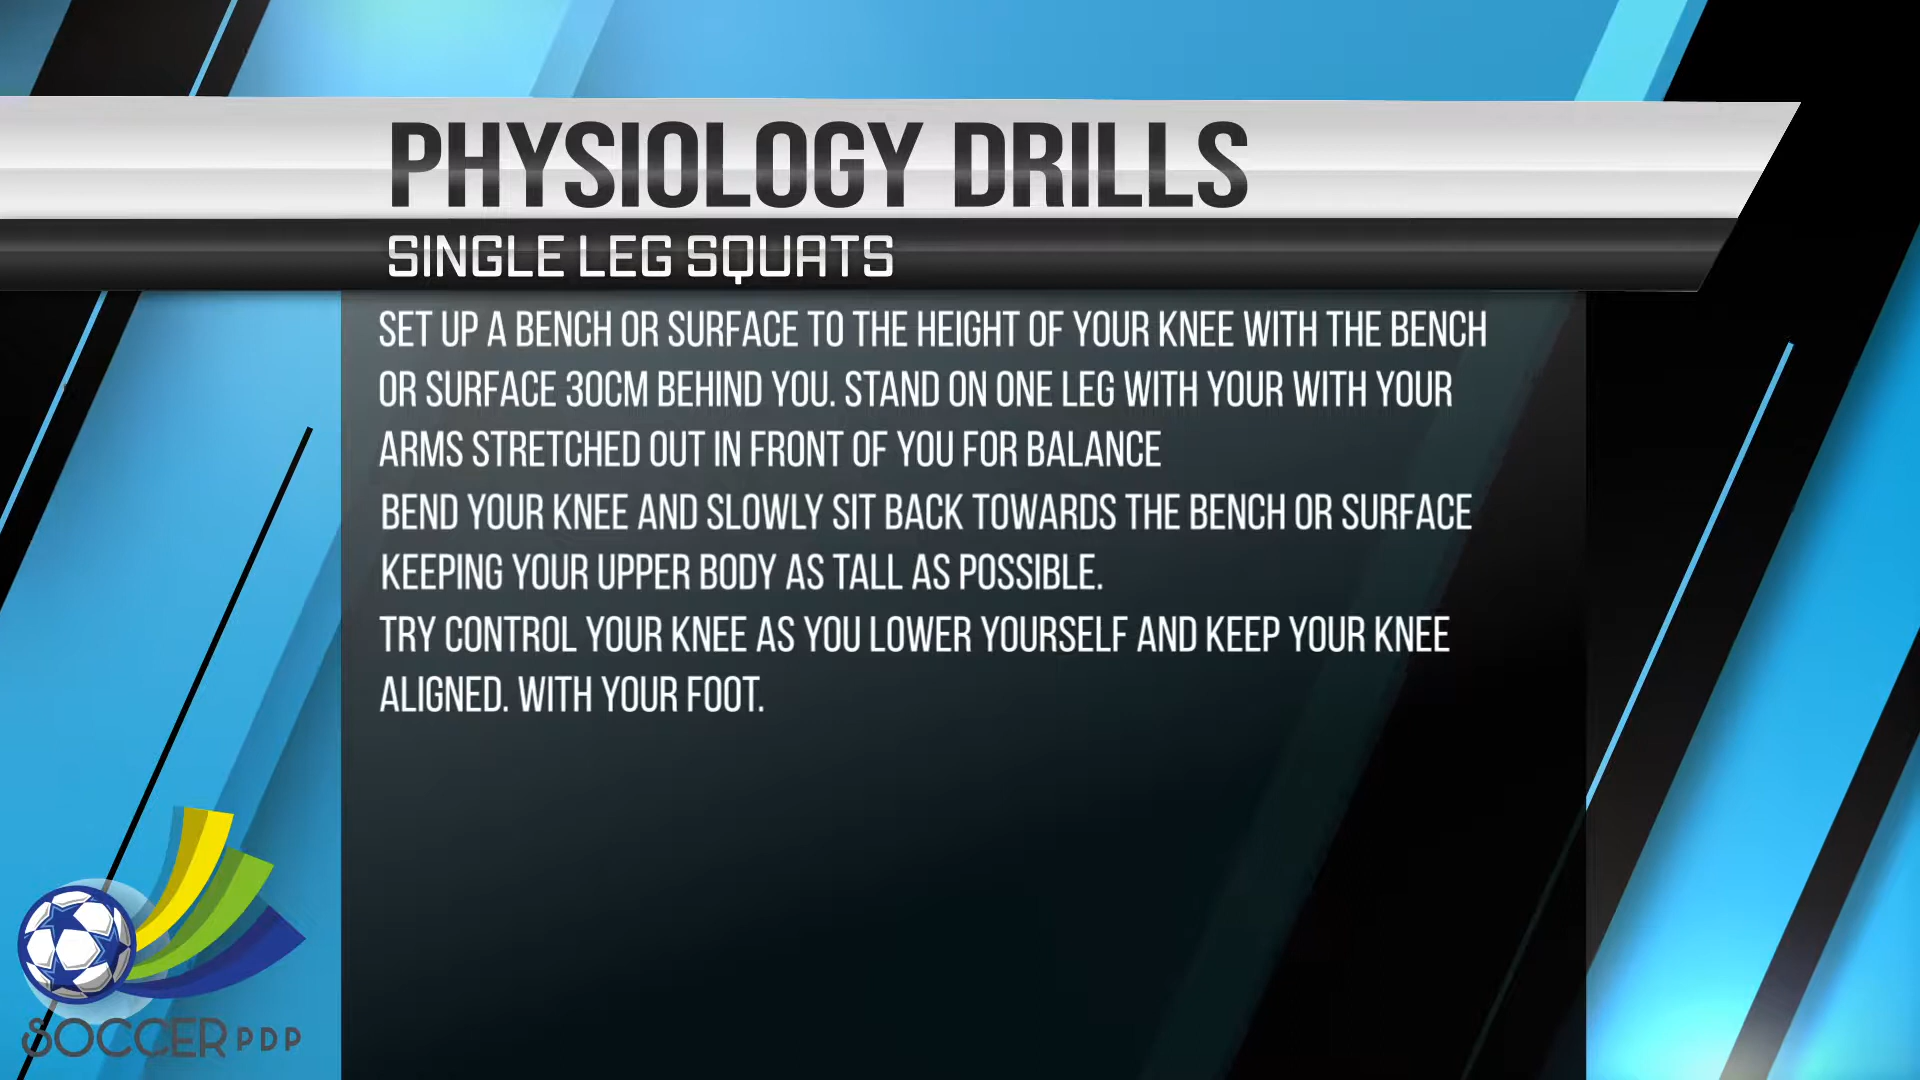 PHYSIOLOGY DRILLS
SINGLE LEG SQUATS
SET UP A BENCH OR SURFACE TO THE HEIGHT OF YOUR KNEE WITH THE BENCH
OR SURFACE 30CM BEHIND YOU. STAND ON ONE LEG WITH YOUR WITH YOUR
ARMS STRETCHED OUT IN FRONT OF YOU FOR BALANCE
BEND YOUR KNEE AND SLOWLY SIT BACK TOWARDS THE BENCH OR SURFACE
KEEPING YOUR UPPER BODY AS TALL AS POSSIBLE.
TRY CONTROL YOUR KNEE AS YOU LOWER YOURSELF AND KEEP YOUR KNEE
ALIGNED. WITH YOUR FOOT.
SOCCER PDP